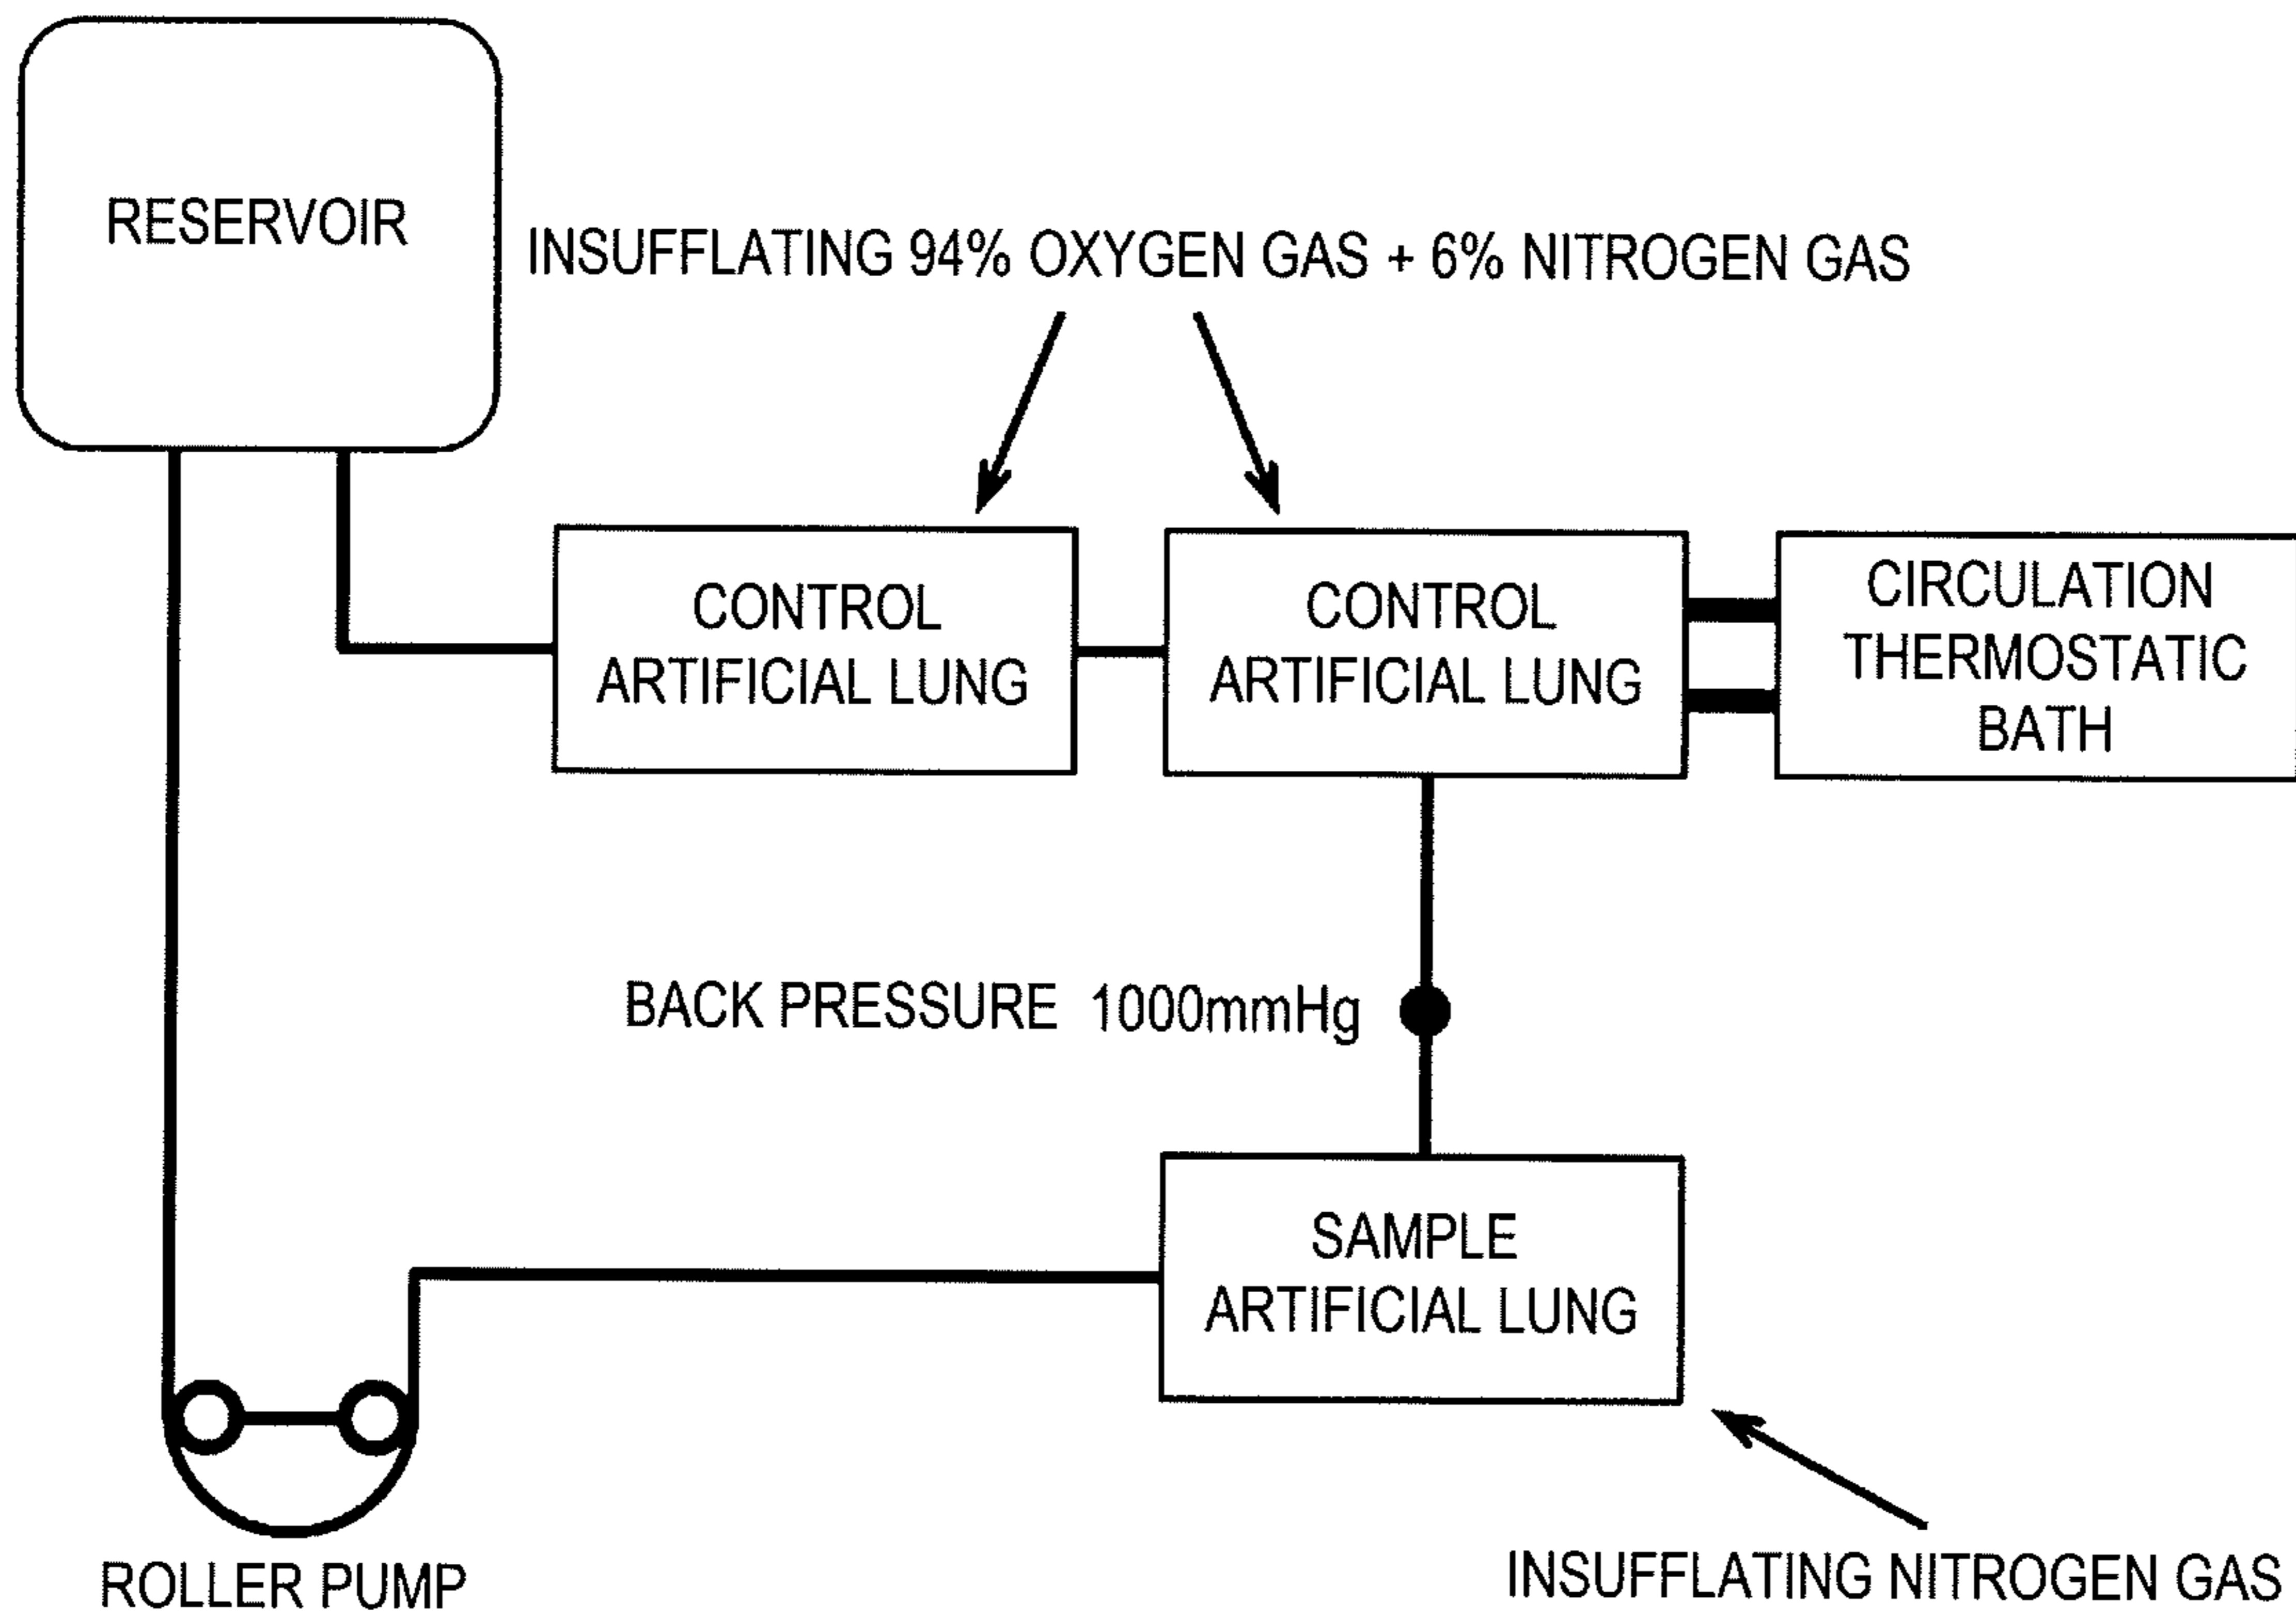 RESERVOIR
INSUFFLATING 94% OXYGEN GAS + 6% NITROGEN GAS
CONTROL
ARTIFICIAL LUNG
CONTROL
ARTIFICIAL LUNG
CIRCULATION
THERMOSTATIC
BATH
BACK PRESSURE 1000mmHg
SAMPLE
ARTIFICIAL LUNG
ROLLER PUMP
INSUFFLATING NITROGEN GAS